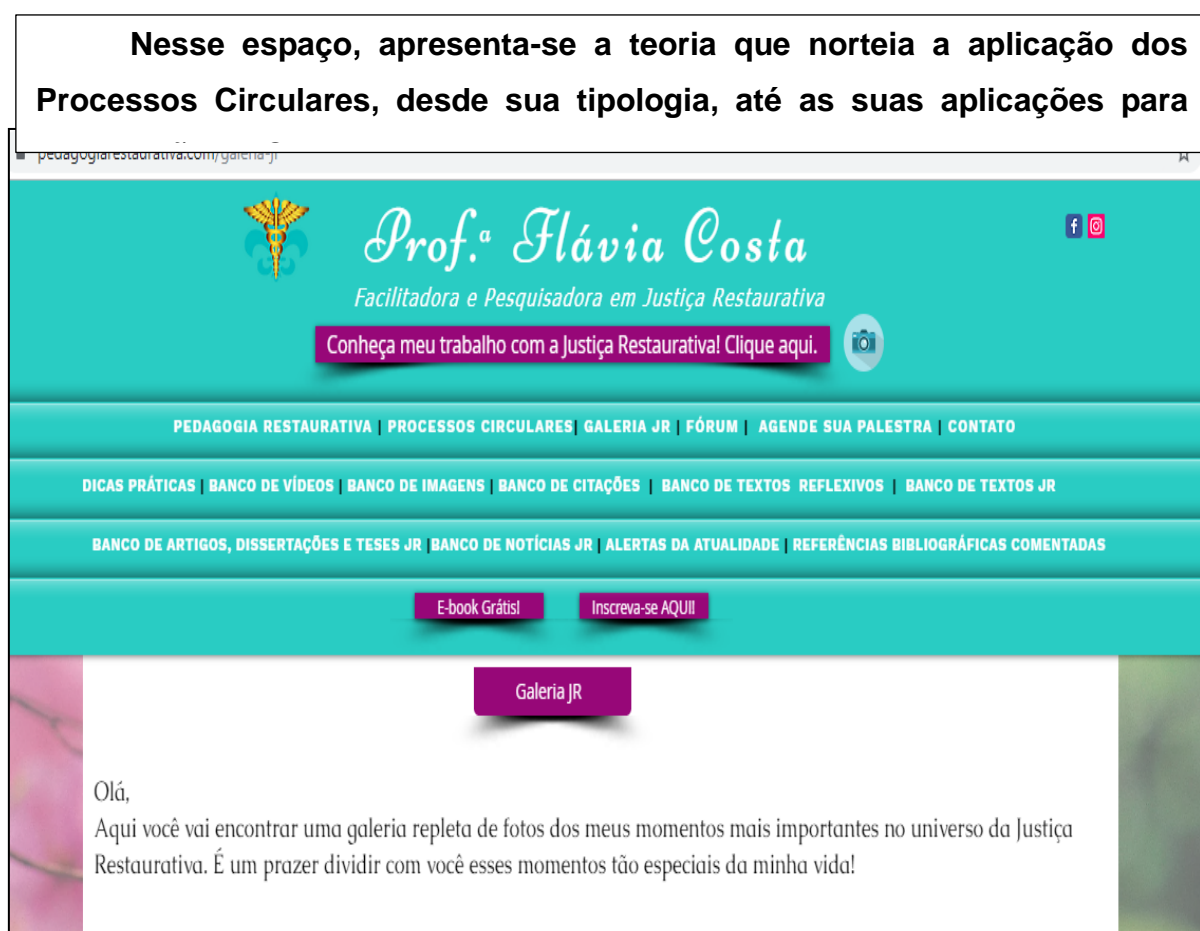 Nesse espaço, apresenta-se a teoria que norteia a aplicação dos
Processos Circulares, desde sua tipologia, até as suas aplicações para
pedagogiarestaurativa.com/galeria-jr
Prof.ª Flávia Costa
Facilitadora e Pesquisadora em Justiça Restaurativa
Conheça meu trabalho com a Justiça Restaurativa! Clique aqui.
PEDAGOGIA RESTAURATIVA | PROCESSOS CIRCULARES| GALERIA JR | FÓRUM | AGENDE SUA PALESTRA | CONTATO
DICAS PRÁTICAS | BANCO DE VÍDEOS | BANCO DE IMAGENS | BANCO DE CITAÇÕES | BANCO DE TEXTOS REFLEXIVOS | BANCO DE TEXTOS JR
BANCO DE ARTIGOS, DISSERTAÇÕES E TESES JR |BANCO DE NOTÍCIAS JR | ALERTAS DA ATUALIDADE | REFERÊNCIAS BIBLIOGRÁFICAS COMENTADAS
E-book Grátis! Inscreva-se AQUI!
Galeria JR
Olá,
Aqui você vai encontrar uma galeria repleta de fotos dos meus momentos mais importantes no universo da Justiça
Restaurativa. É um prazer dividir com você esses momentos tão especiais da minha vida!